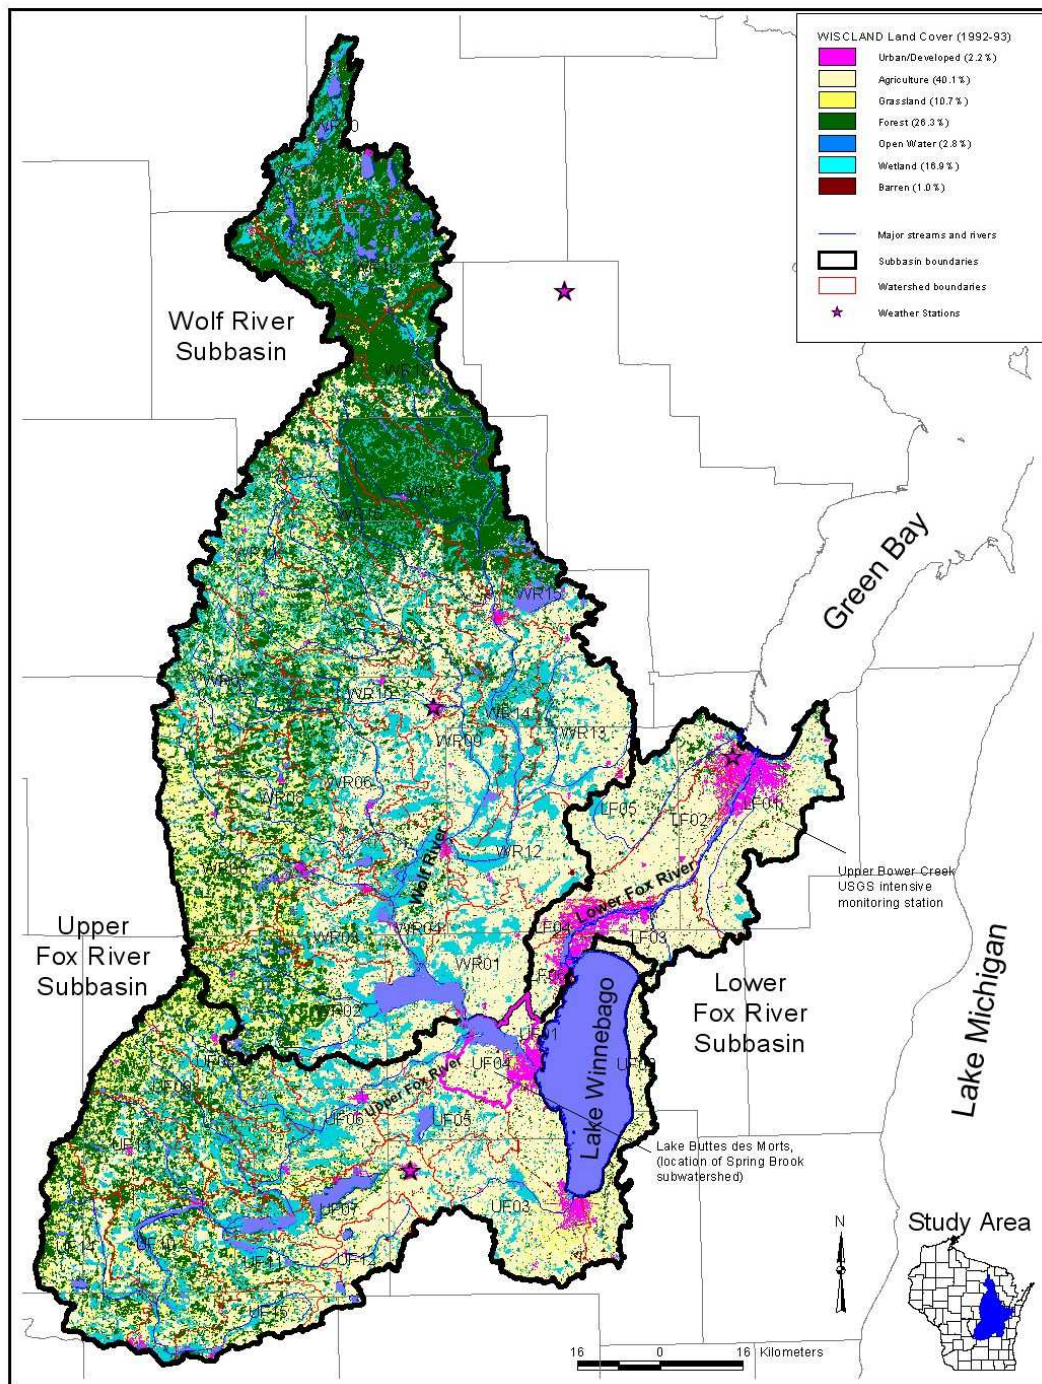 WISCLAND Land Cover (1992-93)
Urban/Developed (2.2%)
Agriculture (40.1%)
Grassland (10.7%)
Forest (26.3%)
Open Water (2.8%)
Wetland (16.9%)
Barren (1.0%)
Major streams and rivers
Subbasin boundaries
Watershed boundaries
Weather Stations
Wolf River
Subbasin
Green Bay
WR15
WR14
WR13
WR09
WR06
WR12
Wolf River
WR01
LF05
LF02
LF01
Lower Fox River
LF03
Upper Bower Creek
USGS intensive
monitoring station
Upper
Fox River
Subbasin
Lower
Fox River
Subbasin
Lake Michigan
Lake Winnebago
UF04
Upper Fox River
UF06
UF05
UF03
UF07
UF12
Lake Buttes des Morts,
(location of Spring Brook
subwatershed)
N
Study Area
16
0
16 Kilometers